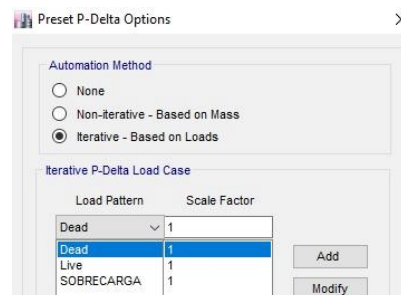 Preset P-Delta Options
Automation Method
None
Non-iterative - Based on Mass
Iterative - Based on Loads
Iterative P-Delta Load Case
Load Pattern Scale Factor
Dead 1
Dead 1
Live 1
SOBRECARGA 1
Add
Modify